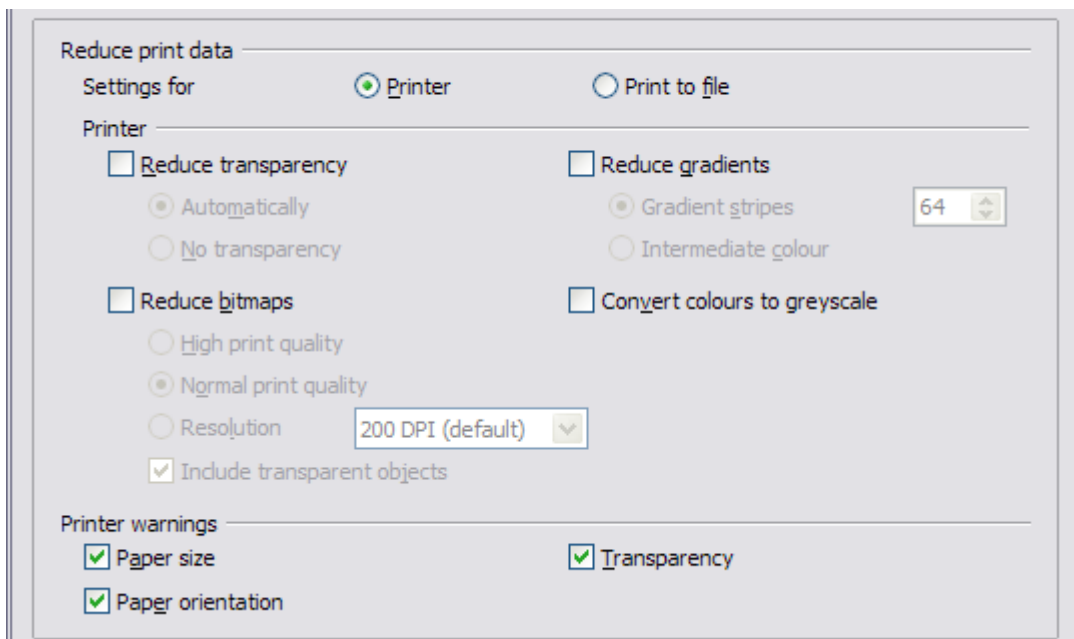 Reduce print data
Settings for Printer Print to file
Printer
Reduce transparency Reduce gradients
Automatically Gradient stripes 64
No transparency Intermediate colour
Reduce bitmaps Convert colours to greyscale
High print quality
Normal print quality
Resolution 200 DPI (default)
Include transparent objects
Printer warnings
Paper size Transparency
Paper orientation